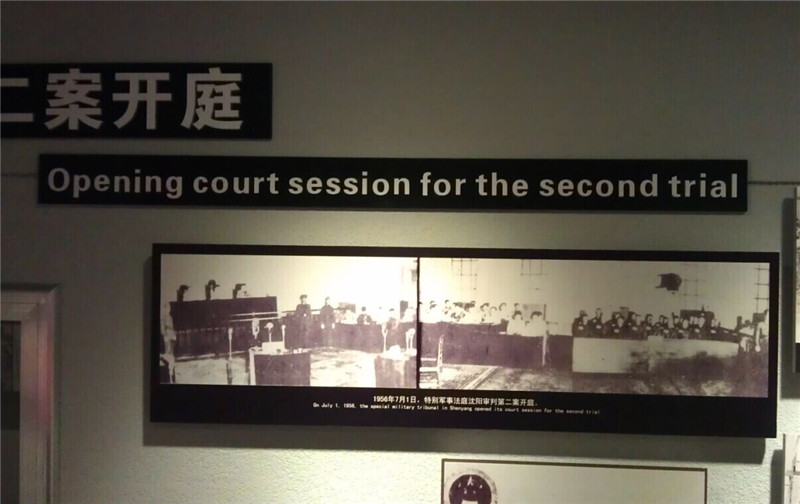 二案开庭
Opening court session for the second trial
1956年7月1日，特别军事法庭沈阳审判第二案开庭。
On July 1, 1956, the special military tribunal in Shenyang opened its court session for the second trial